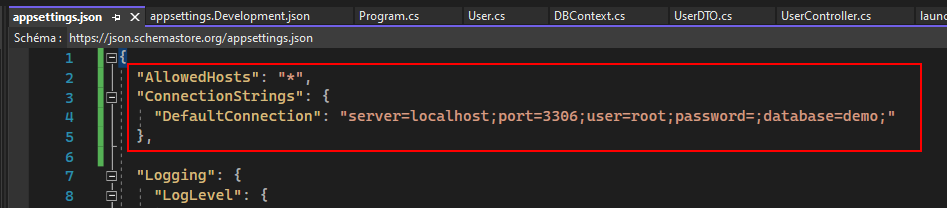 appsettings.json appsettings.Development.json Program.cs User.cs DBContext.cs UserDTO.cs UserController.cs laun
Schéma : https://json.schemastore.org/appsettings.json
1 {
2 "AllowedHosts": "*",
3 "ConnectionStrings": {
4 "DefaultConnection": "server=localhost;port=3306;user=root;password=;database=demo;"
5 },
6
7 "Logging": {
8 "LogLevel": {